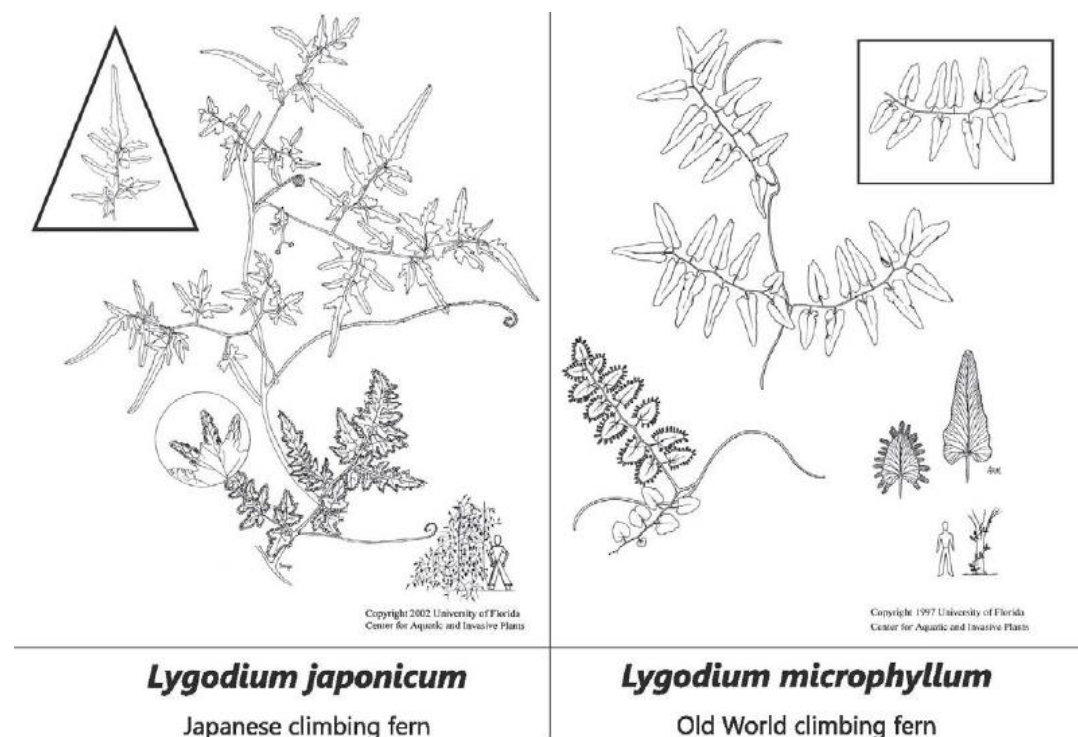 Copyright 2002 University of Florida
Center for Aquatic and Invasive Plants
Copyright 1997 University of Florida
Center for Aquatic and Invasive Plants
Lygodium japonicum
Japanese climbing fern
Lygodium microphyllum
Old World climbing fern